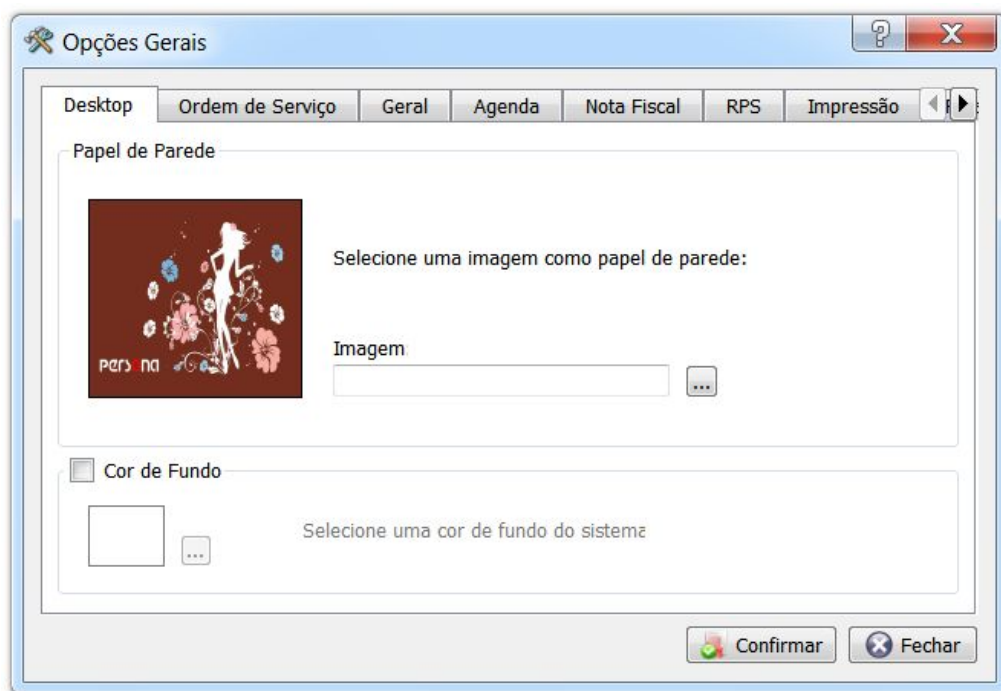 Opções Gerais
Desktop Ordem de Serviço Geral Agenda Nota Fiscal RPS Impressão
Papel de Parede
Selecione uma imagem como papel de parede:
persona
Imagem
...
Cor de Fundo
...
Selecione uma cor de fundo do sistema
Confirmar Fechar